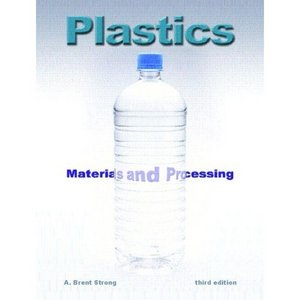 Plastics
Materials and Processing
A. Brent Strong third edition